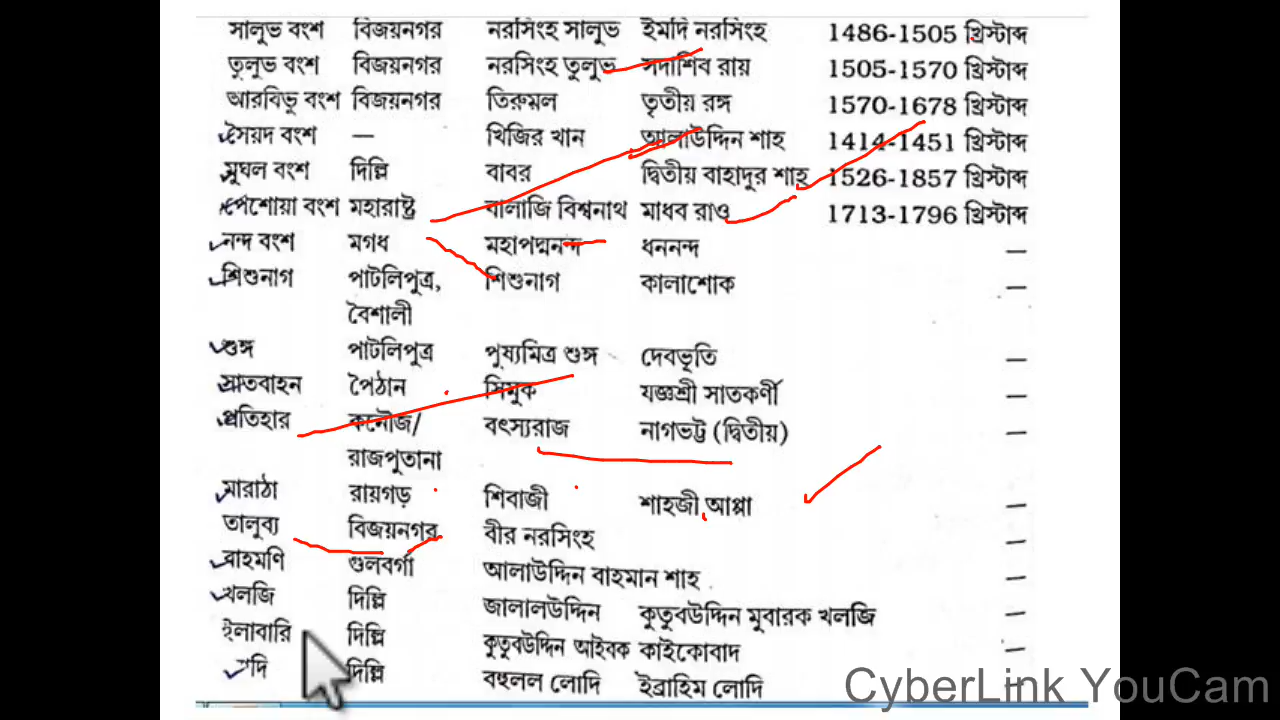 সালুভ বংশ বিজয়নগর নরসিংহ সালুভ ইমদি নরসিংহ 1486-1505 খ্রিস্টাব্দ
তুলুভ বংশ বিজয়নগর নরসিংহ তুলুভ সদাশিব রায় 1505-1570 খ্রিস্টাব্দ
আরবিভু বংশ বিজয়নগর তিরুমল তৃতীয় রঙ্গ 1570-1678 খ্রিস্টাব্দ
সৈয়দ বংশ — খিজির খান আলাউদ্দিন শাহ 1414-1451 খ্রিস্টাব্দ
মুঘল বংশ দিল্লি বাবর দ্বিতীয় বাহাদুর শাহ 1526-1857 খ্রিস্টাব্দ
পেশোয়া বংশ মহারাষ্ট্র বালাজি বিশ্বনাথ মাধব রাও 1713-1796 খ্রিস্টাব্দ
নন্দ বংশ মগধ মহাপদ্মনন্দ ধননন্দ —
শিশুনাগ পাটলিপুত্র, শিশুনাগ কালাশোক —
বৈশালী
শুঙ্গ পাটলিপুত্র পুষ্যমিত্র শুঙ্গ দেবভূতি —
সাতবাহন পৈঠান সিমুক যজ্ঞশ্রী সাতকর্ণী —
প্রতিহার কনৌজ/ বৎস্যরাজ নাগভট্ট (দ্বিতীয়) —
রাজপুতানা
মারাঠা রায়গড় শিবাজী শাহজী আপ্পা —
তালুব্য বিজয়নগর বীর নরসিংহ —
বাহমণি গুলবর্গা আলাউদ্দিন বাহমান শাহ —
খলজি দিল্লি জালালউদ্দিন কুতুবউদ্দিন মুবারক খলজি —
ইলাবারি দিল্লি কুতুবউদ্দিন আইবক কাইকোবাদ —
দিল্লি বহুলল লোদি ইব্রাহিম লোদি —
CyberLink YouCam